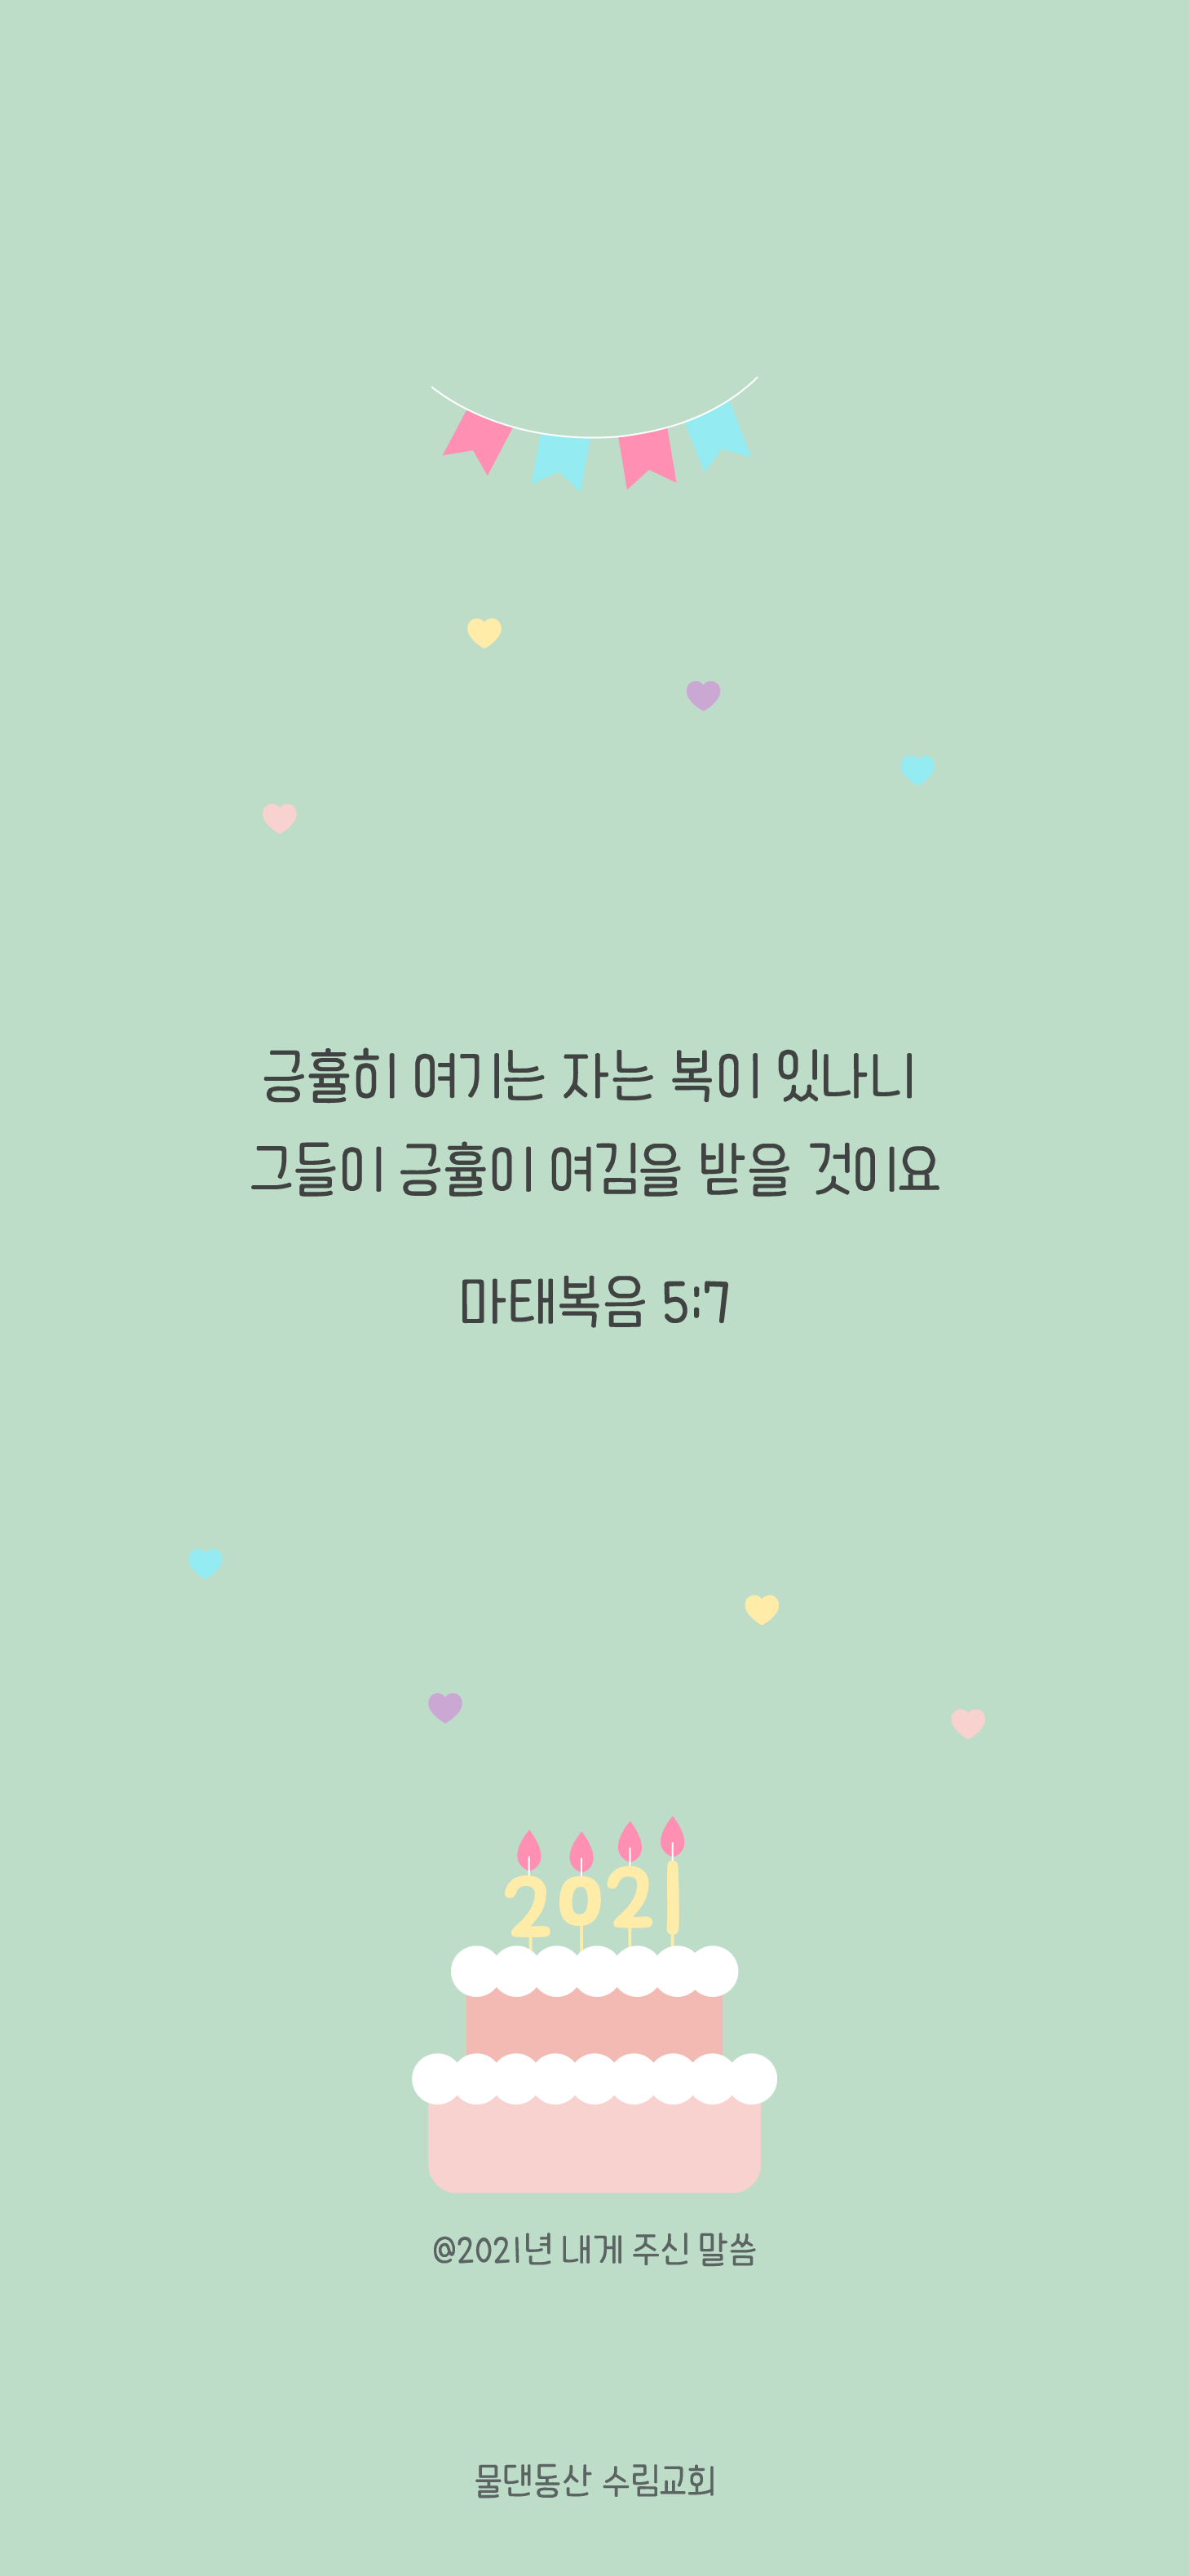 긍휼히 여기는 자는 복이 있나니
그들이 긍휼이 여김을 받을 것이요
마태복음 5:7
2021
@2021년 내게 주신 말씀
물댄동산 수림교회